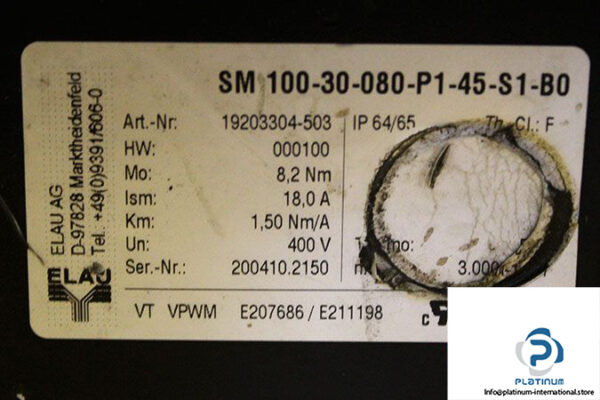 SM 100-30-080-P1-45-S1-B0
Art.-Nr: 19203304-503 IP 64/65 Th. Cl.: F
HW: 000100
Mo: 8,2 Nm
Ism: 18,0 A
Km: 1,50 Nm/A
Un: 400 V
Ser.-Nr.: 200410.2150 3.000
VT VPWM E207686 / E211198
ELAU AG
D-97828 Marktheidenfeld
Tel.: +49(0)9391/606-0
ELAU
PLATINUM
Info@platinum-international.store